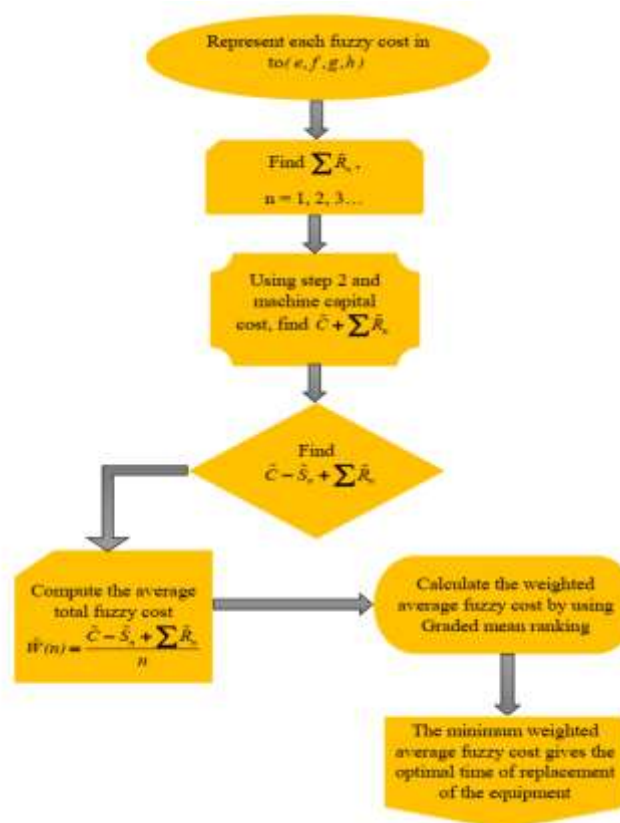 Represent each fuzzy cost in
to(e, f, g, h)
Find ∑ R̃ₙ ,
n = 1, 2, 3...
Using step 2 and
machine capital
cost, find C̃ + ∑ R̃ₙ
Find
C̃ − S̃ₙ + ∑ R̃ₙ
Compute the average
total fuzzy cost
W̃(n) = (C̃ − S̃ₙ + ∑ R̃ₙ) / n
Calculate the weighted
average fuzzy cost by using
Graded mean ranking
The minimum weighted
average fuzzy cost gives the
optimal time of replacement
of the equipment